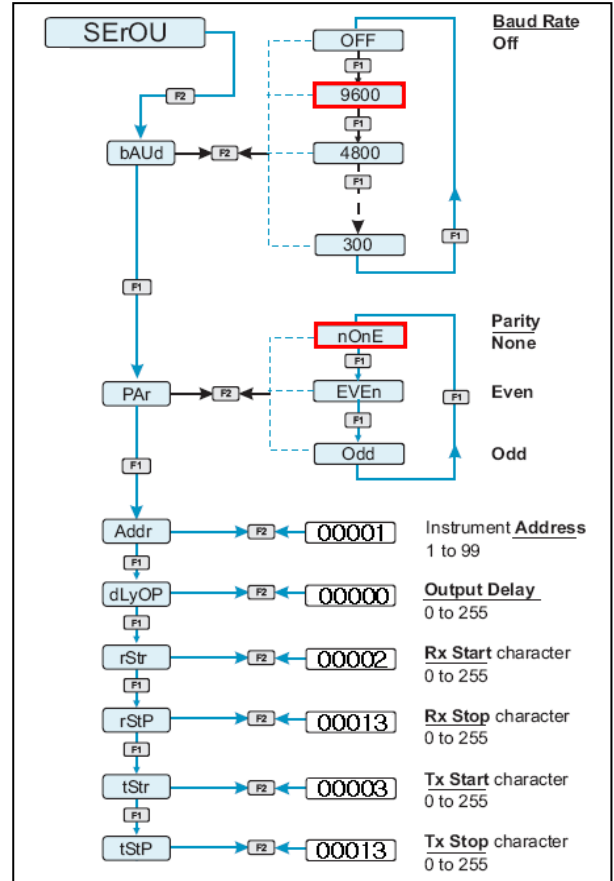 SErOU
Baud Rate
Off
OFF
F1
F2
9600
F1
bAUd
F2
4800
F1
F1
300
F1
Parity
None
nOnE
F1
PAr
F2
EVEn
F1
Even
F1
Odd
Odd
F1
Addr
F2
00001
Instrument Address
1 to 99
F1
dLyOP
F2
00000
Output Delay
0 to 255
F1
rStr
F2
00002
Rx Start character
0 to 255
F1
rStP
F2
00013
Rx Stop character
0 to 255
F1
tStr
F2
00003
Tx Start character
0 to 255
F1
tStP
F2
00013
Tx Stop character
0 to 255